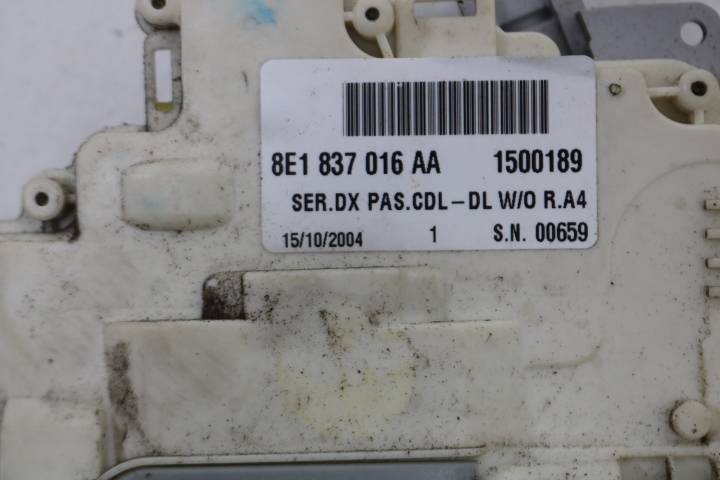 8E1 837 016 AA 1500189
SER.DX PAS.CDL-DL W/O R.A4
15/10/2004 1 S.N. 00659